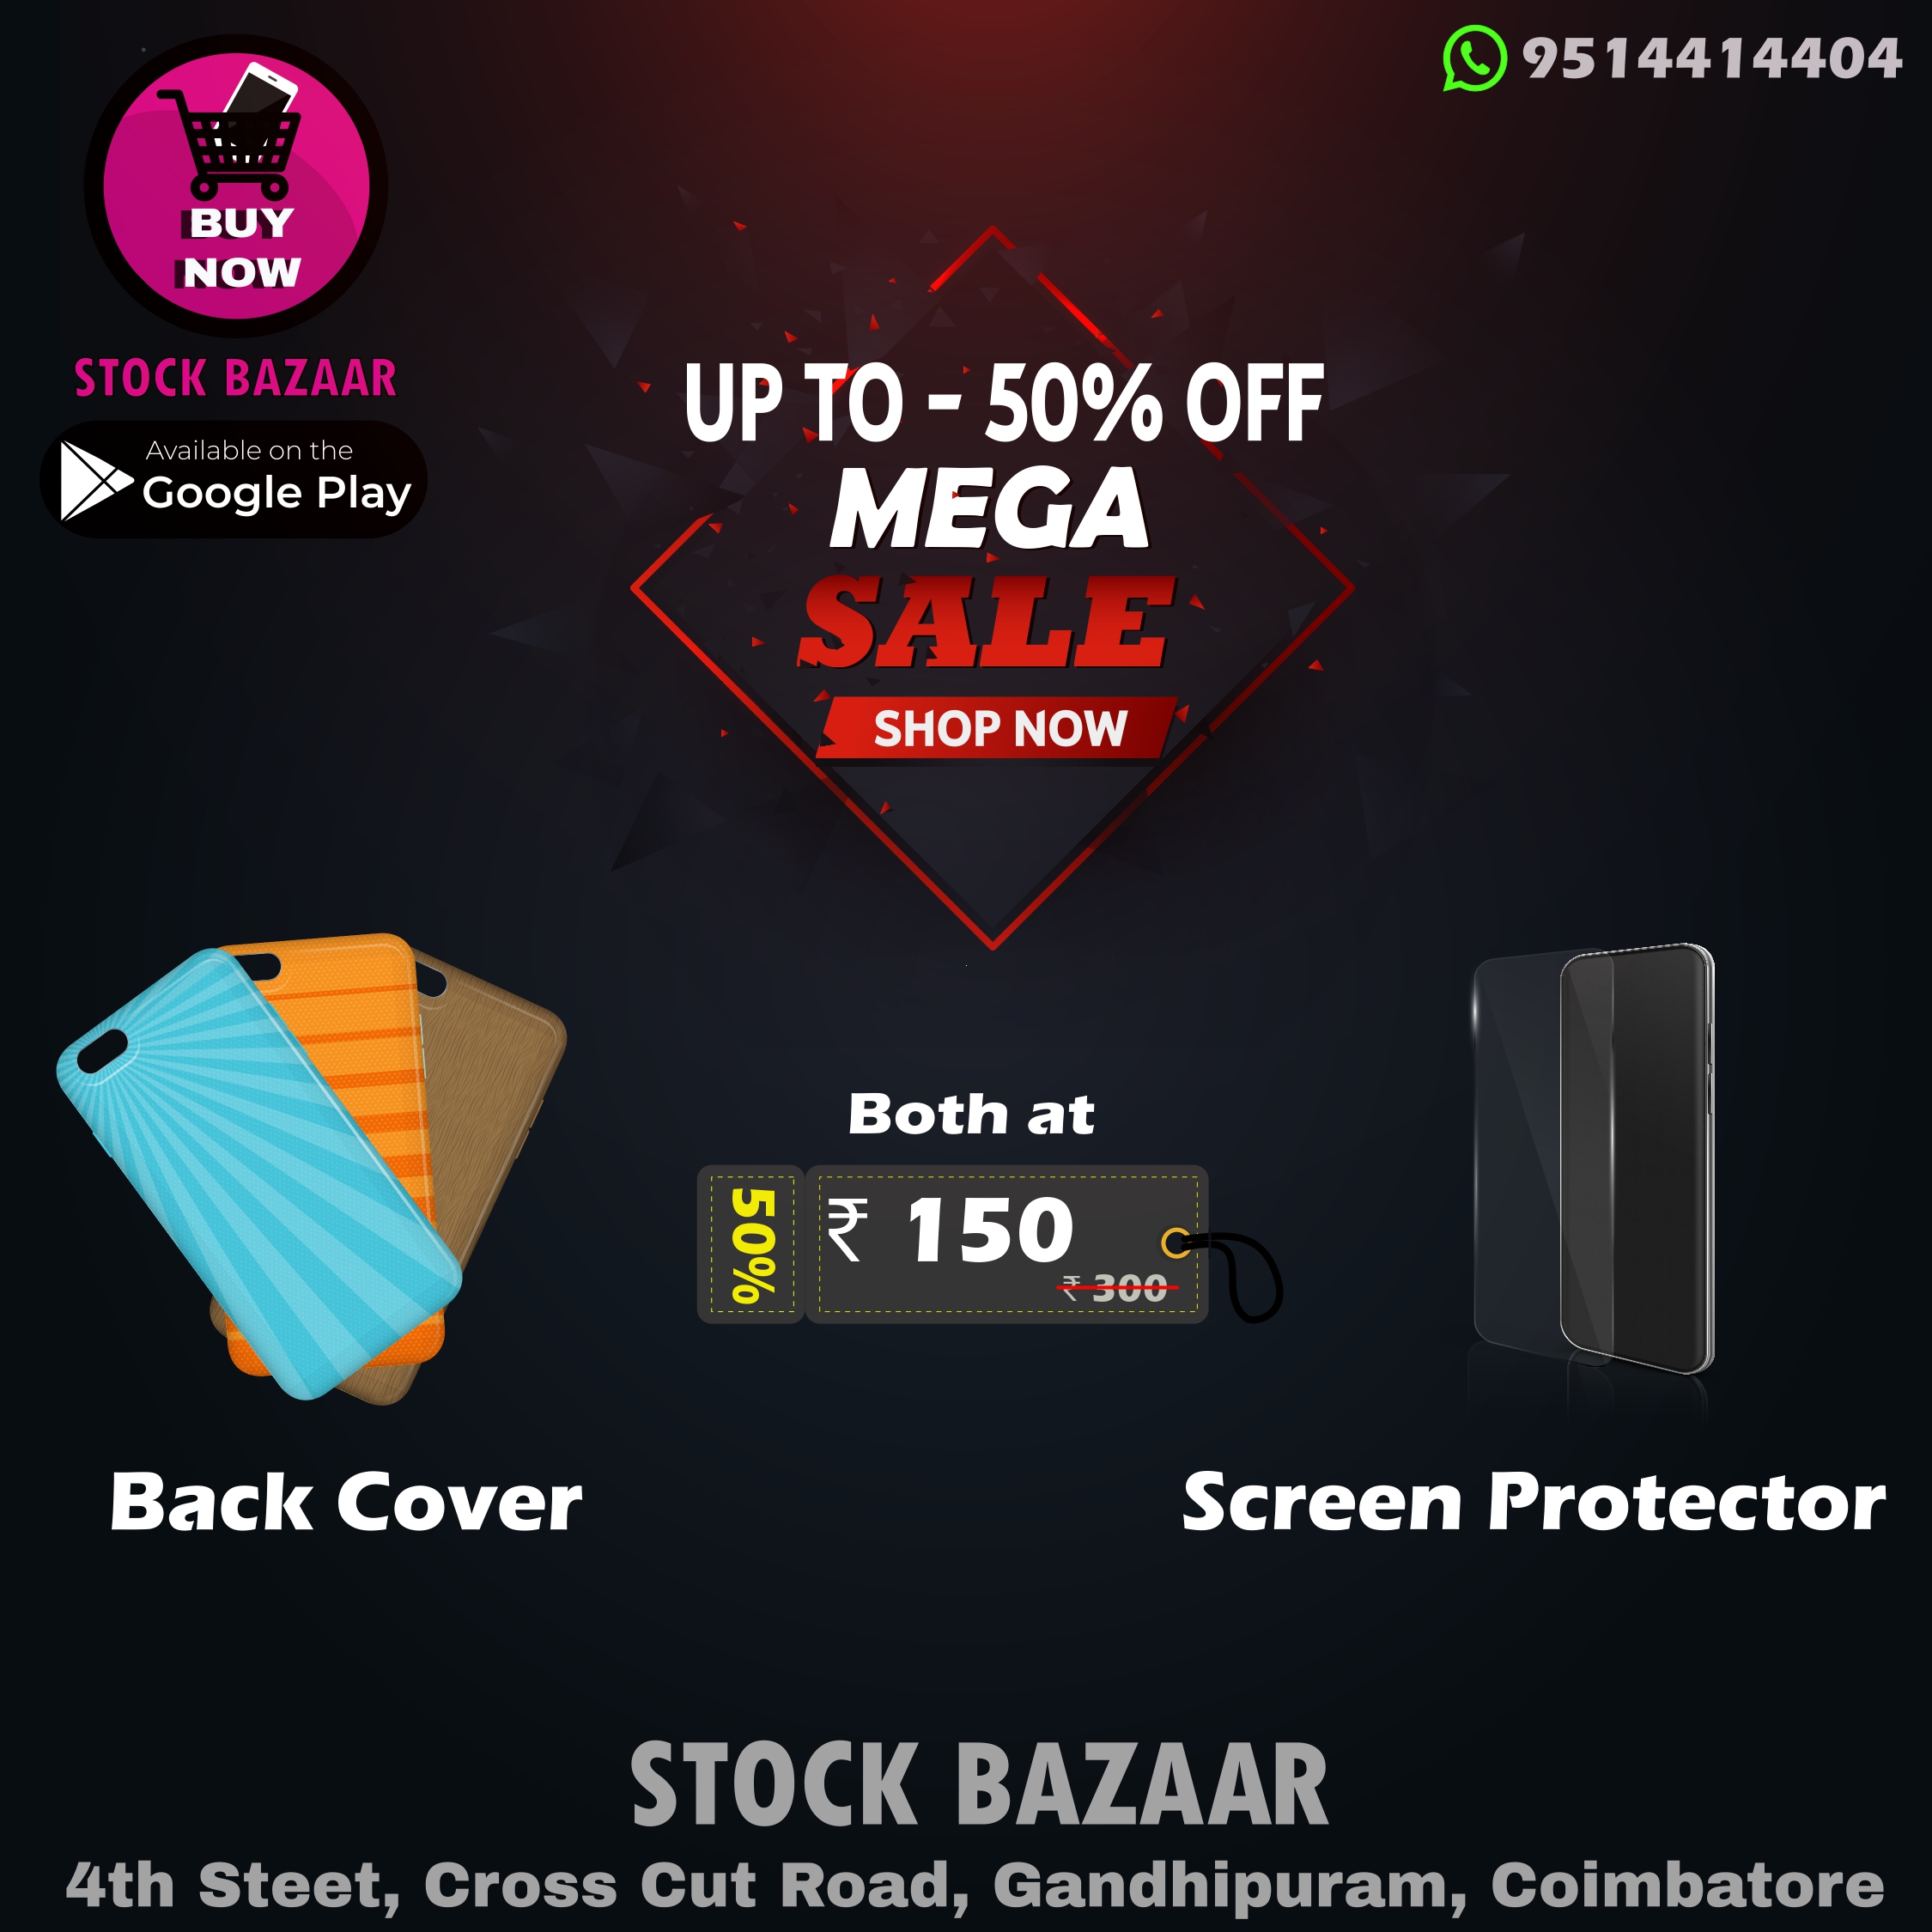 9514414404
BUY
NOW
STOCK BAZAAR
Available on the
Google Play
UP TO - 50% OFF
MEGA
SALE
SHOP NOW
Both at
50%
₹ 150
₹ 300
Back Cover
Screen Protector
STOCK BAZAAR
4th Steet, Cross Cut Road, Gandhipuram, Coimbatore